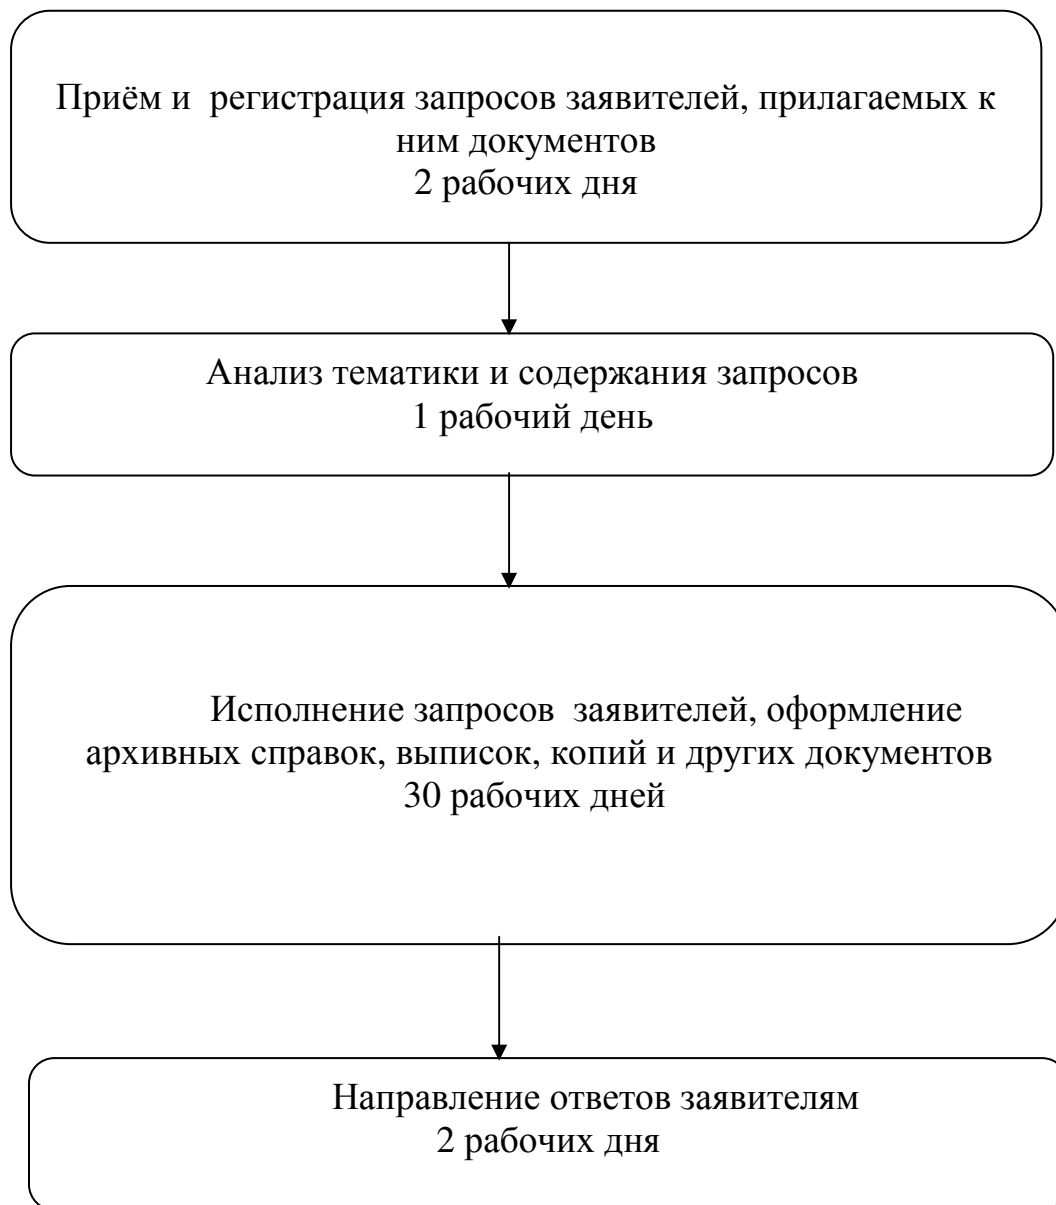 Приём и  регистрация запросов заявителей, прилагаемых к
ним документов
2 рабочих дня
Анализ тематики и содержания запросов
1 рабочий день
Исполнение запросов  заявителей, оформление
архивных справок, выписок, копий и других документов
30 рабочих дней
Направление ответов заявителям
2 рабочих дня